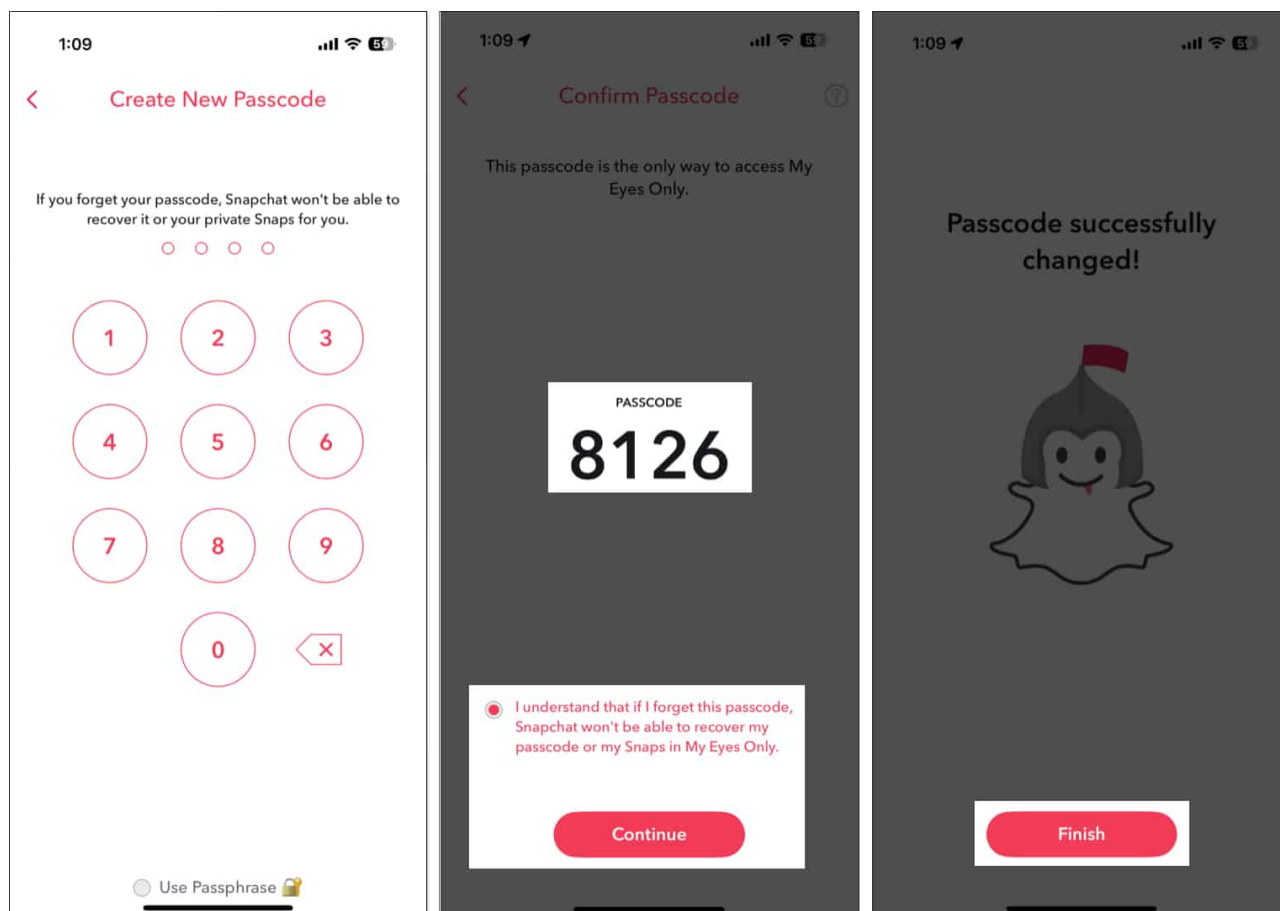 1:09
59
Create New Passcode
If you forget your passcode, Snapchat won't be able to
recover it or your private Snaps for you.
1 2 3
4 5 6
7 8 9
0
Use Passphrase
1:09
Confirm Passcode
?
This passcode is the only way to access My
Eyes Only.
PASSCODE
8126
I understand that if I forget this passcode,
Snapchat won't be able to recover my
passcode or my Snaps in My Eyes Only.
Continue
1:09
Passcode successfully
changed!
Finish